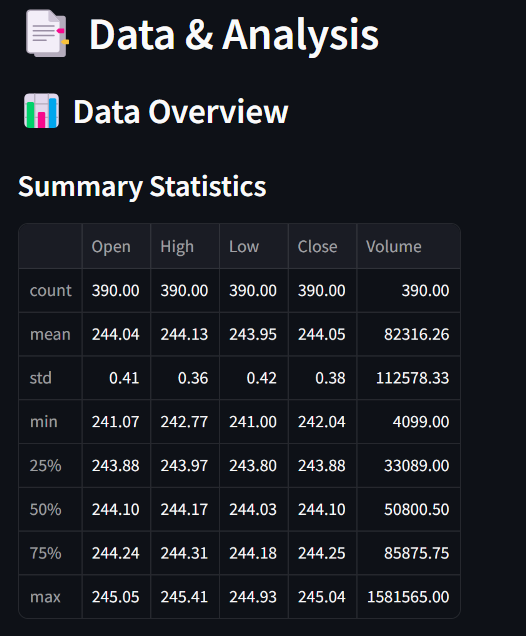 Data & Analysis
Data Overview
Summary Statistics
Open High Low Close Volume
count 390.00 390.00 390.00 390.00 390.00
mean 244.04 244.13 243.95 244.05 82316.26
std 0.41 0.36 0.42 0.38 112578.33
min 241.07 242.77 241.00 242.04 4099.00
25% 243.88 243.97 243.80 243.88 33089.00
50% 244.10 244.17 244.03 244.10 50800.50
75% 244.24 244.31 244.18 244.25 85875.75
max 245.05 245.41 244.93 245.04 1581565.00